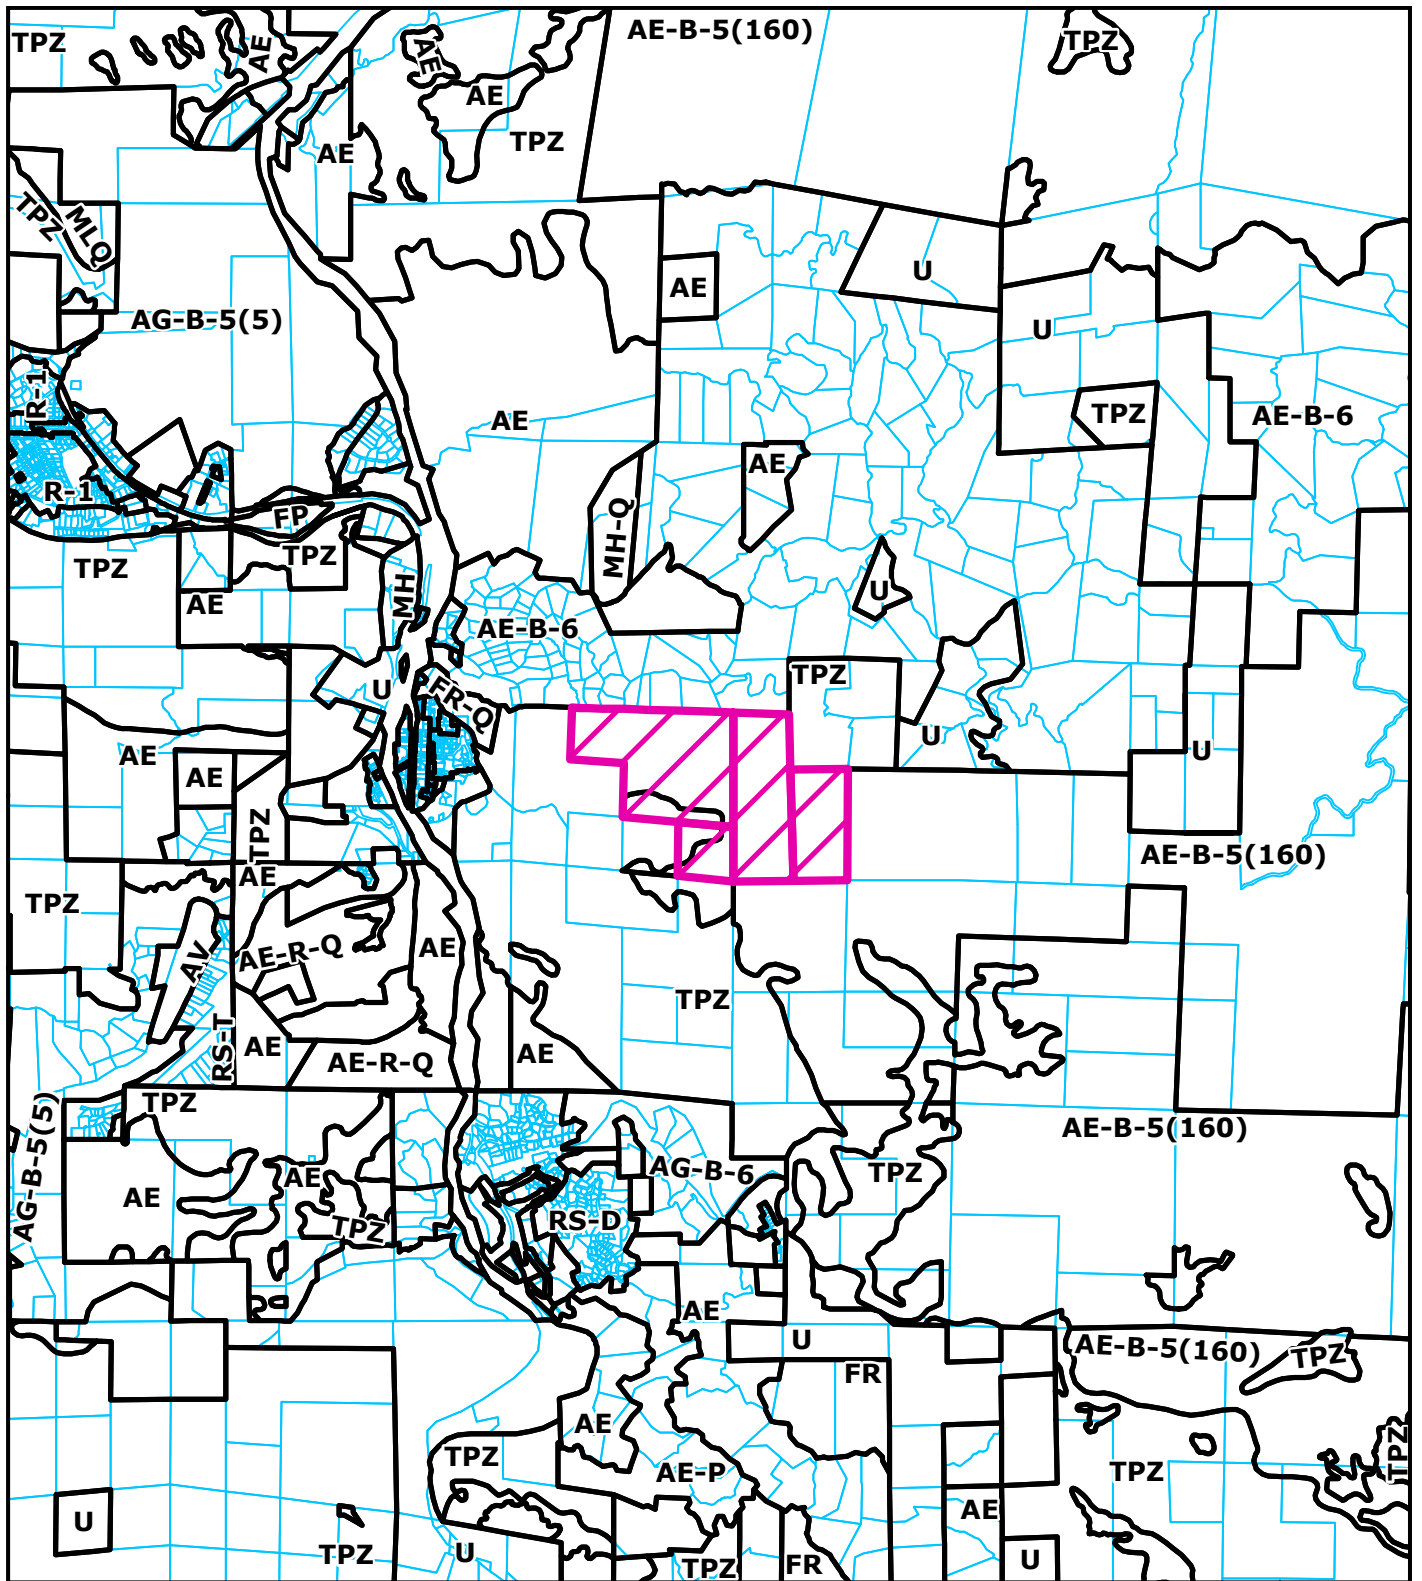 AE-B-5(160)
TPZ
AE
AE
TPZ
AE
TPZ
AE
TPZ
MLQ
U
AE
AG-B-5(5)
U
R-1
TPZ
AE-B-6
AE
AE
R-1
FP
MH-Q
TPZ
TPZ
MH
U
AE
AE-B-6
TPZ
U
FR-Q
U
U
AE
AE
TPZ
AE-B-5(160)
AE
TPZ
AE-R-Q
AE
AV
TPZ
RS-T
AE
AE
AE-R-Q
TPZ
AG-B-5(5)
AE-B-5(160)
AG-B-6
TPZ
AE
AE
TPZ
RS-D
AE
U
AE-B-5(160)
TPZ
FR
AE
TPZ
TPZ
AE-P
TPZ
AE
U
TPZ
U
TPZ
FR
U